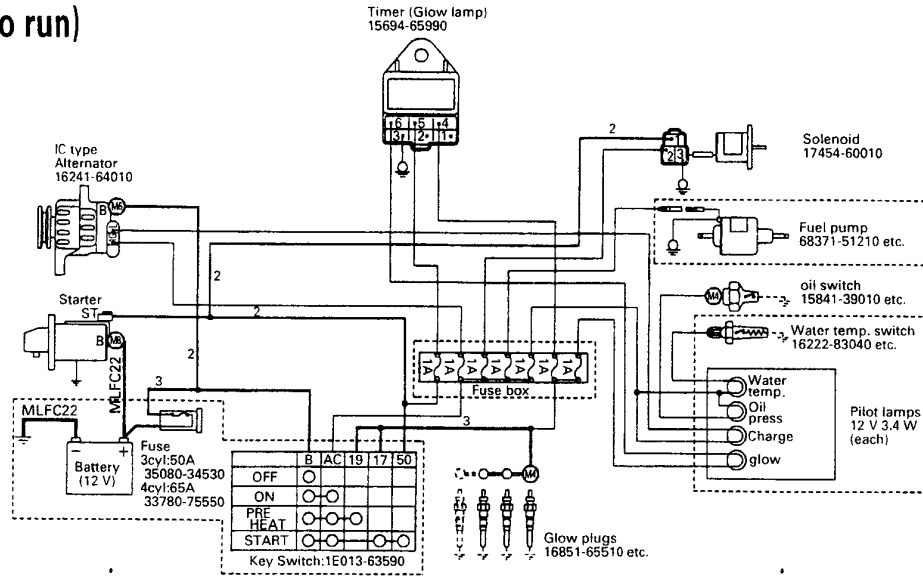 o run)
Timer (Glow lamp)
15694-65990
6 5 4
3 2 1
2
2 3
Solenoid
17454-60010
IC type
Alternator
16241-64010
B M6
Fuel pump
68371-51210 etc.
oil switch
15841-39010 etc.
M4
Starter
ST
B M8
2
2
2
Water temp. switch
16222-83040 etc.
1A 1A 1A 1A 1A 1A 1A
Fuse box
Water
temp.
Oil
press
Charge
glow
Pilot lamps
12 V 3.4 W
(each)
MLFC22
MLFC22
3
3
Fuse
3cyl:50A
35080-34530
4cyl:65A
33780-75550
- +
Battery
(12 V)
B AC 19 17 50
OFF
ON
PRE
HEAT
START
Key Switch:1E013-63590
M4
Glow plugs
16851-65510 etc.